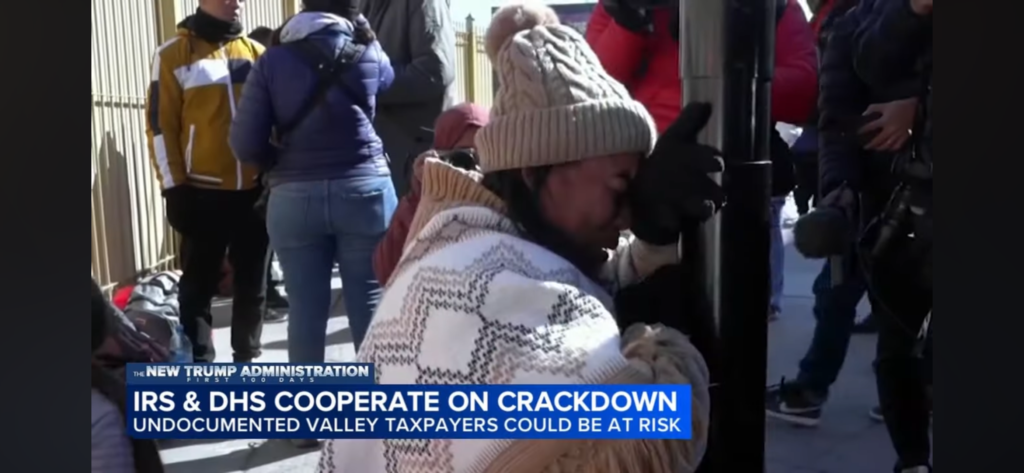 THE NEW TRUMP ADMINISTRATION
FIRST 100 DAYS
IRS & DHS COOPERATE ON CRACKDOWN
UNDOCUMENTED VALLEY TAXPAYERS COULD BE AT RISK